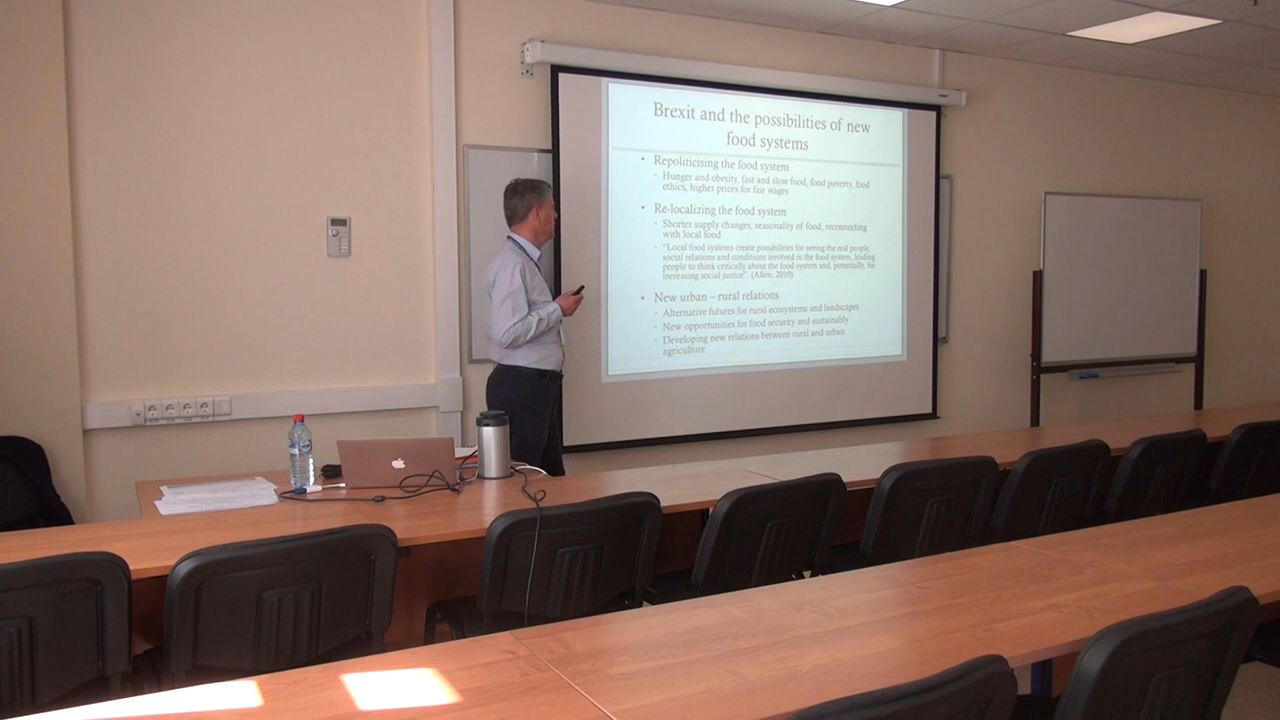 Brexit and the possibilities of new
food systems
• Repoliticising the food system
- Hunger and obesity, fast and slow food, food poverty, food
ethics, higher prices for fair wages
• Re-localizing the food system
- Shorter supply changes, seasonality of food, reconnecting
with local food
- "Local food systems create possibilities for seeing the real people,
social relations and conditions involved in the food system, leading
people to think critically about the food system and, potentially, for
increasing social justice". (Allen, 2010)
• New urban – rural relations
- Alternative futures for rural ecosystems and landscapes
- New opportunities for food security and sustainably
- Developing new relations between rural and urban
agriculture